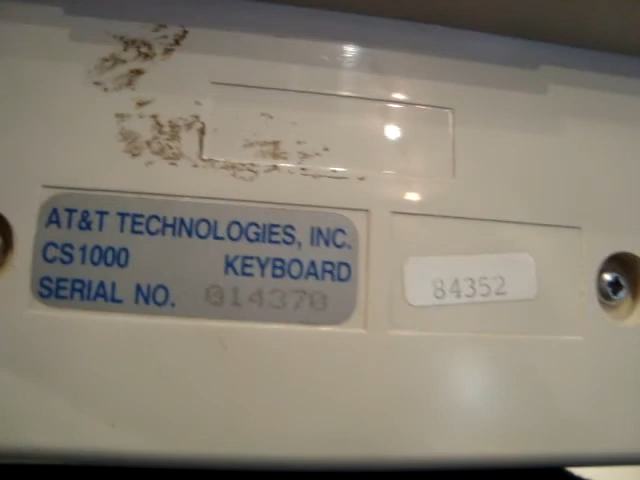 AT&T TECHNOLOGIES, INC.
CS1000 KEYBOARD
SERIAL NO. 014370
84352